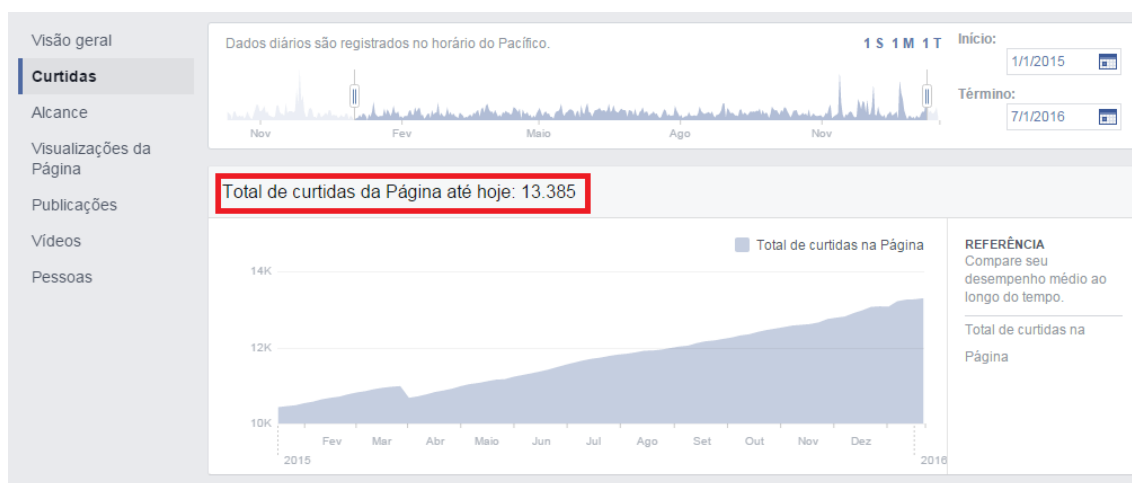 Visão geral
Curtidas
Alcance
Visualizações da
Página
Publicações
Vídeos
Pessoas
Dados diários são registrados no horário do Pacífico.
1 S 1 M 1 T
Início:
1/1/2015
Término:
7/1/2016
Nov
Fev
Maio
Ago
Nov
Total de curtidas da Página até hoje: 13.385
Total de curtidas na Página
14K
12K
10K
Fev
Mar
Abr
Maio
Jun
Jul
Ago
Set
Out
Nov
Dez
2015
2016
REFERÊNCIA
Compare seu
desempenho médio ao
longo do tempo.
Total de curtidas na
Página